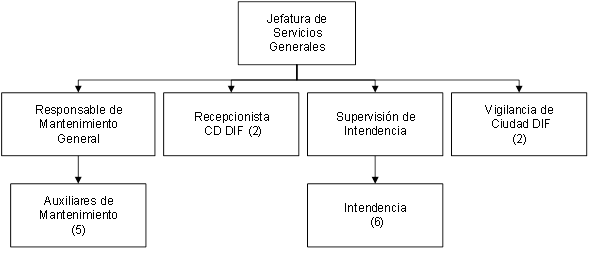 Jefatura de
Servicios
Generales
Responsable de
Mantenimiento
General
Recepcionista
CD DIF (2)
Supervisión de
Intendencia
Vigilancia de
Ciudad DIF
(2)
Auxiliares de
Mantenimiento
(5)
Intendencia
(6)